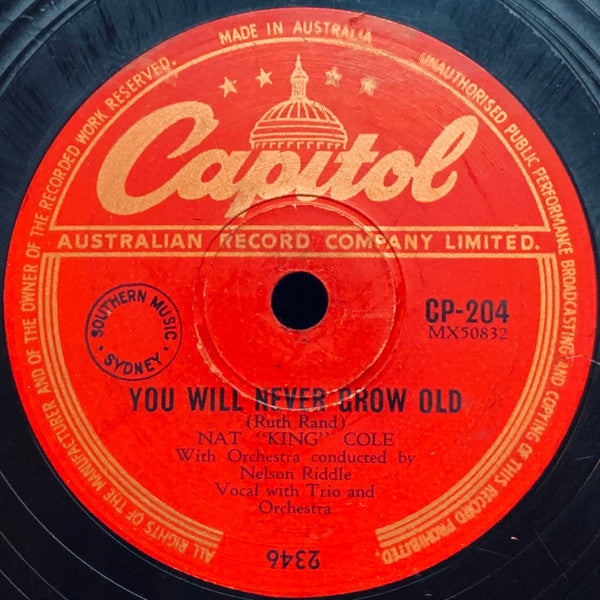 MADE IN AUSTRALIA
ALL RIGHTS OF THE MANUFACTURER AND OF THE OWNER OF THE RECORDED WORK RESERVED.
UNAUTHORISED PUBLIC PERFORMANCE BROADCASTING AND COPYING OF THIS RECORD PROHIBITED.
Capitol
AUSTRALIAN RECORD COMPANY LIMITED.
SOUTHERN MUSIC
SYDNEY
CP-204
MX50832
YOU WILL NEVER GROW OLD
(Ruth Rand)
NAT "KING" COLE
With Orchestra conducted by
Nelson Riddle
Vocal with Trio and
Orchestra
2346